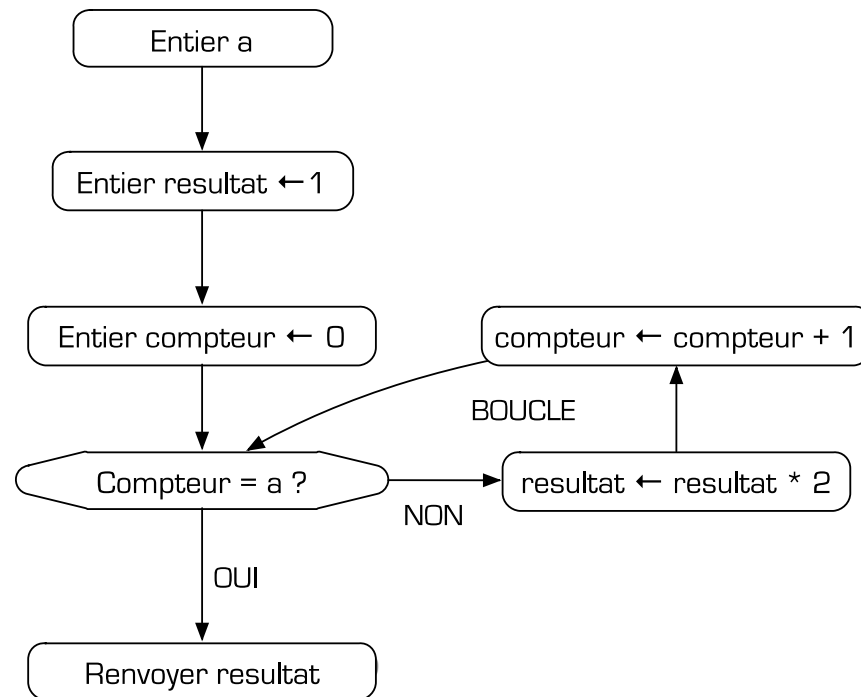 Entier a
Entier resultat ← 1
Entier compteur ← 0
compteur ← compteur + 1
BOUCLE
Compteur = a ?
NON
resultat ← resultat * 2
OUI
Renvoyer resultat